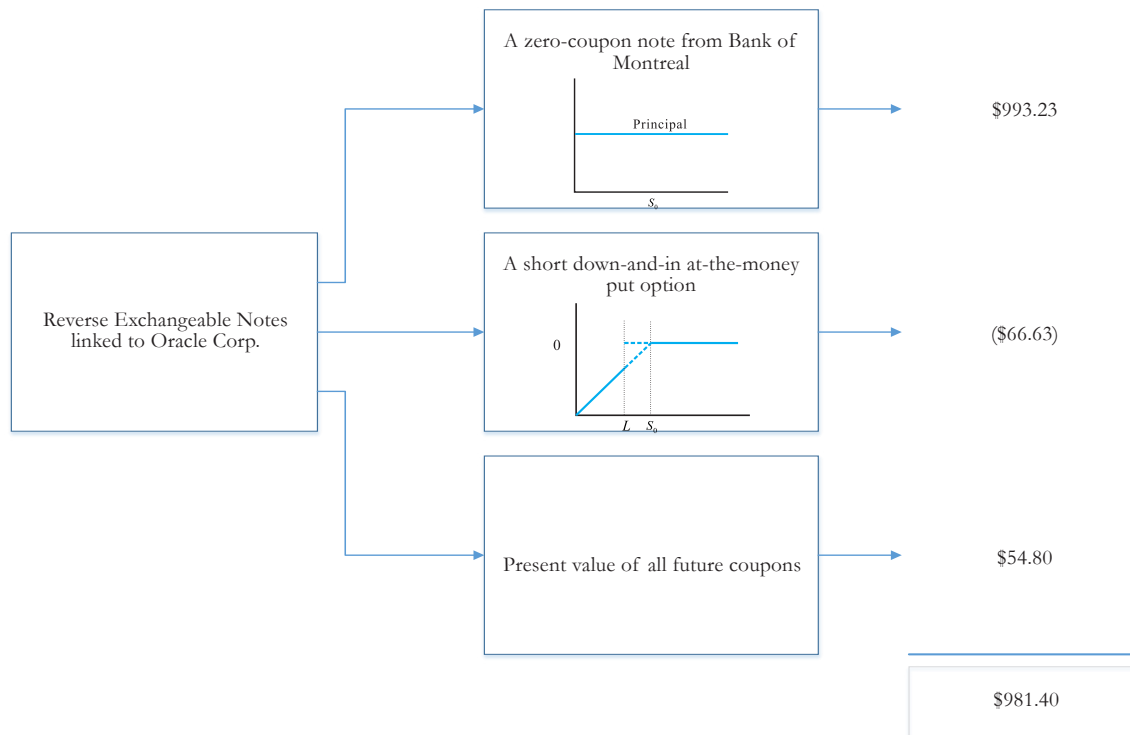 A zero-coupon note from Bank of
Montreal
Principal
S₀
$993.23
Reverse Exchangeable Notes
linked to Oracle Corp.
A short down-and-in at-the-money
put option
0
L S₀
($66.63)
Present value of all future coupons
$54.80
$981.40